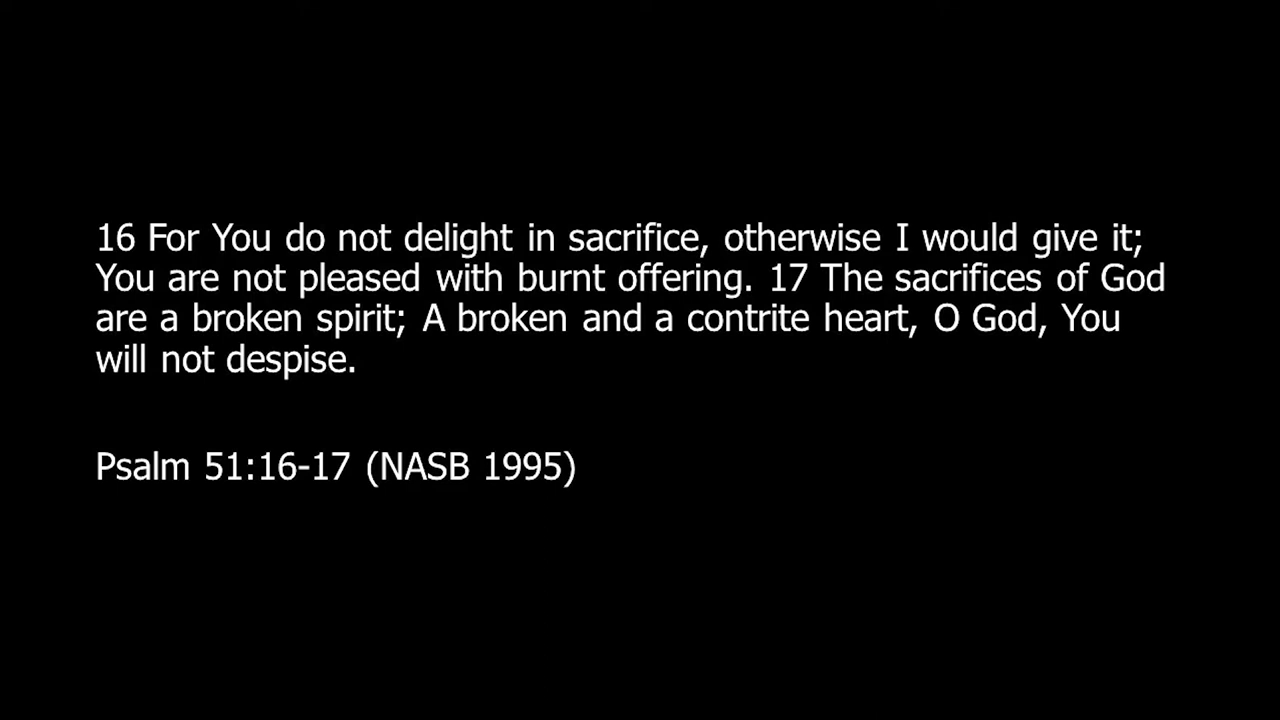 16 For You do not delight in sacrifice, otherwise I would give it;
You are not pleased with burnt offering. 17 The sacrifices of God
are a broken spirit; A broken and a contrite heart, O God, You
will not despise.
Psalm 51:16-17 (NASB 1995)